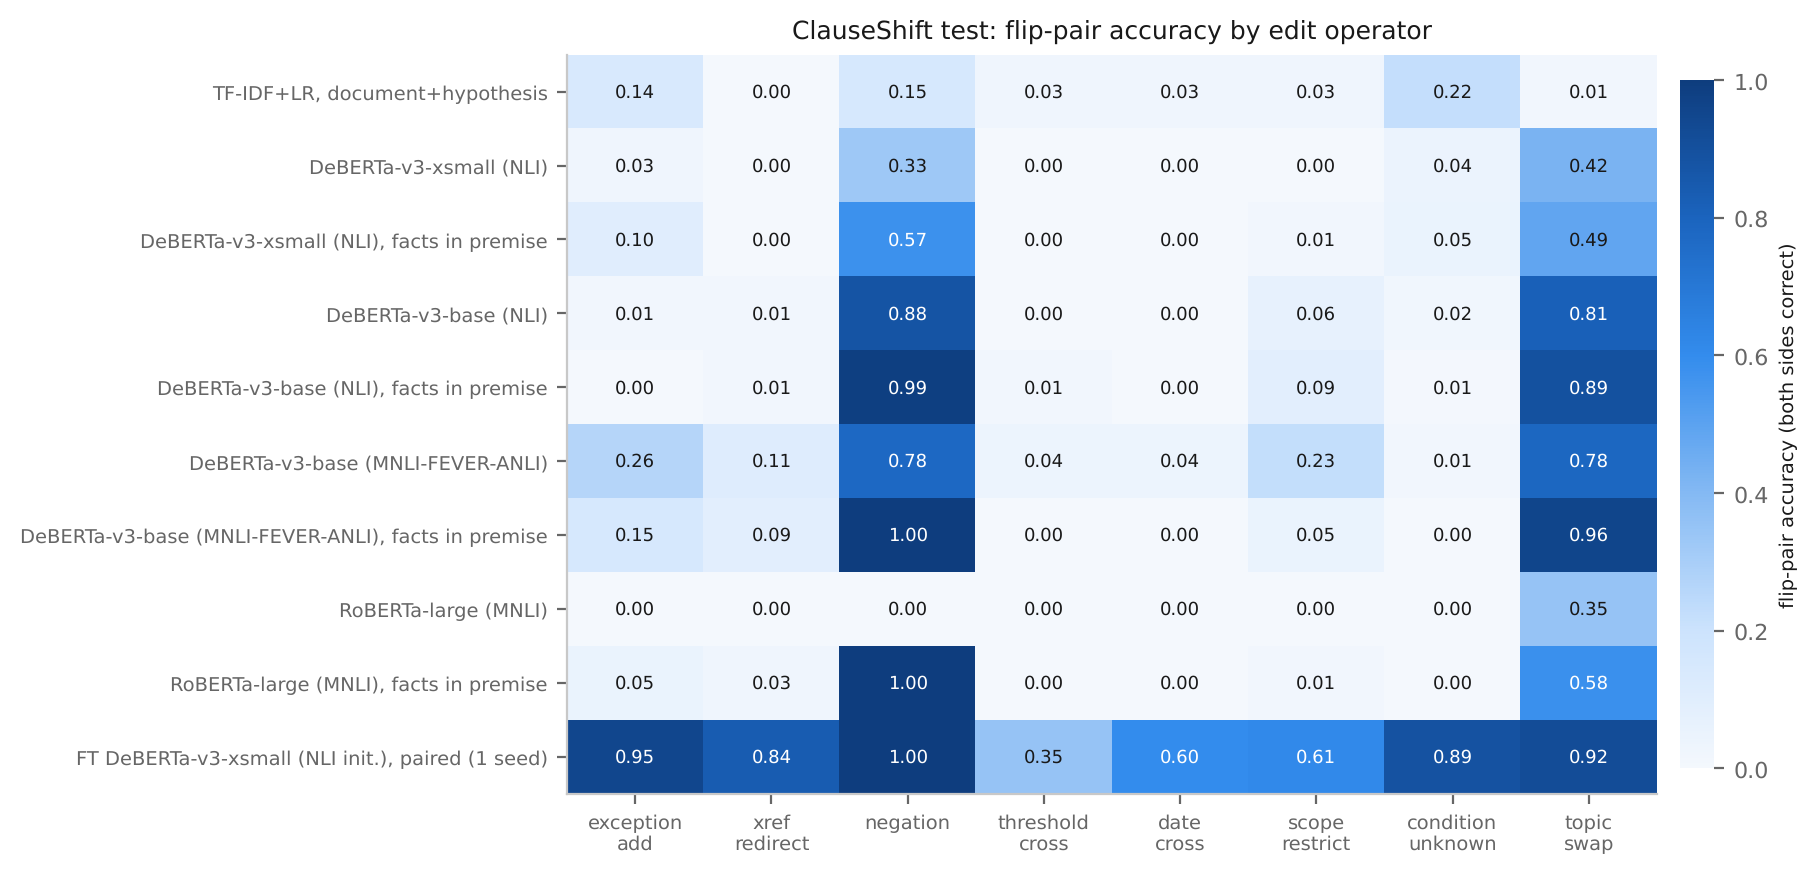 ClauseShift test: flip-pair accuracy by edit operator
TF-IDF+LR, document+hypothesis 0.14 0.00 0.15 0.03 0.03 0.03 0.22 0.01
DeBERTa-v3-xsmall (NLI) 0.03 0.00 0.33 0.00 0.00 0.00 0.04 0.42
DeBERTa-v3-xsmall (NLI), facts in premise 0.10 0.00 0.57 0.00 0.00 0.01 0.05 0.49
DeBERTa-v3-base (NLI) 0.01 0.01 0.88 0.00 0.00 0.06 0.02 0.81
DeBERTa-v3-base (NLI), facts in premise 0.00 0.01 0.99 0.01 0.00 0.09 0.01 0.89
DeBERTa-v3-base (MNLI-FEVER-ANLI) 0.26 0.11 0.78 0.04 0.04 0.23 0.01 0.78
DeBERTa-v3-base (MNLI-FEVER-ANLI), facts in premise 0.15 0.09 1.00 0.00 0.00 0.05 0.00 0.96
RoBERTa-large (MNLI) 0.00 0.00 0.00 0.00 0.00 0.00 0.00 0.35
RoBERTa-large (MNLI), facts in premise 0.05 0.03 1.00 0.00 0.00 0.01 0.00 0.58
FT DeBERTa-v3-xsmall (NLI init.), paired (1 seed) 0.95 0.84 1.00 0.35 0.60 0.61 0.89 0.92
exception xref negation threshold date scope condition topic
add redirect cross cross restrict unknown swap
1.0
0.8
0.6
0.4
0.2
0.0
flip-pair accuracy (both sides correct)